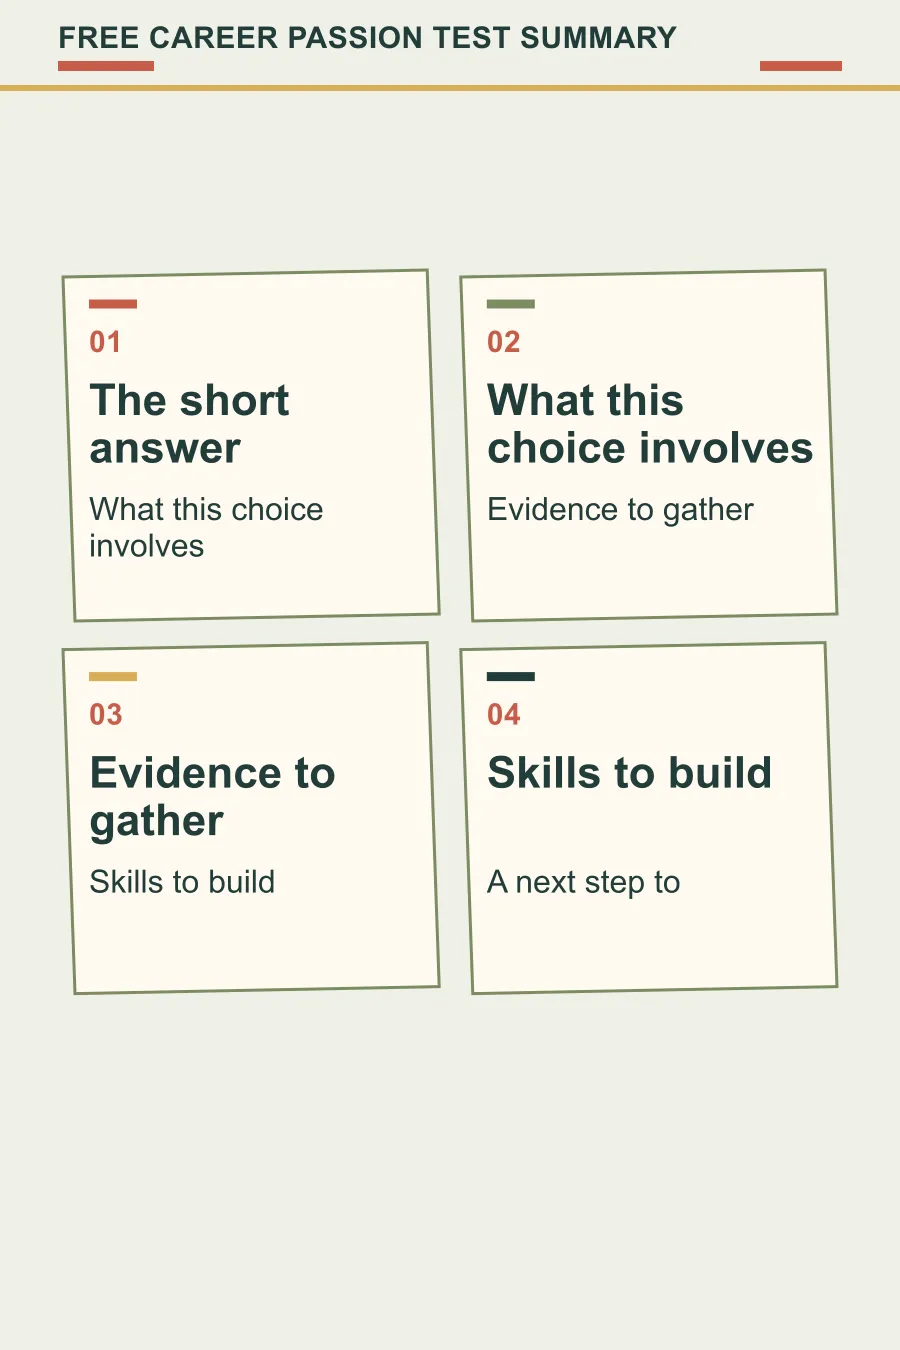 FREE CAREER PASSION TEST SUMMARY
01
The short
answer
What this choice
involves
02
What this
choice involves
Evidence to gather
03
Evidence to
gather
Skills to build
04
Skills to build
A next step to